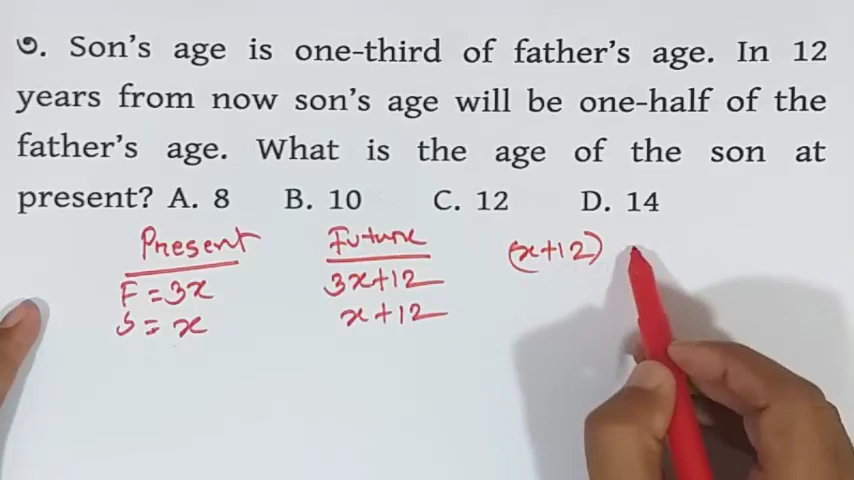 ৩. Son's age is one-third of father's age. In 12
years from now son's age will be one-half of the
father's age. What is the age of the son at
present? A. 8 B. 10 C. 12 D. 14
Present Future (x+12)
F = 3x 3x+12
S = x x+12